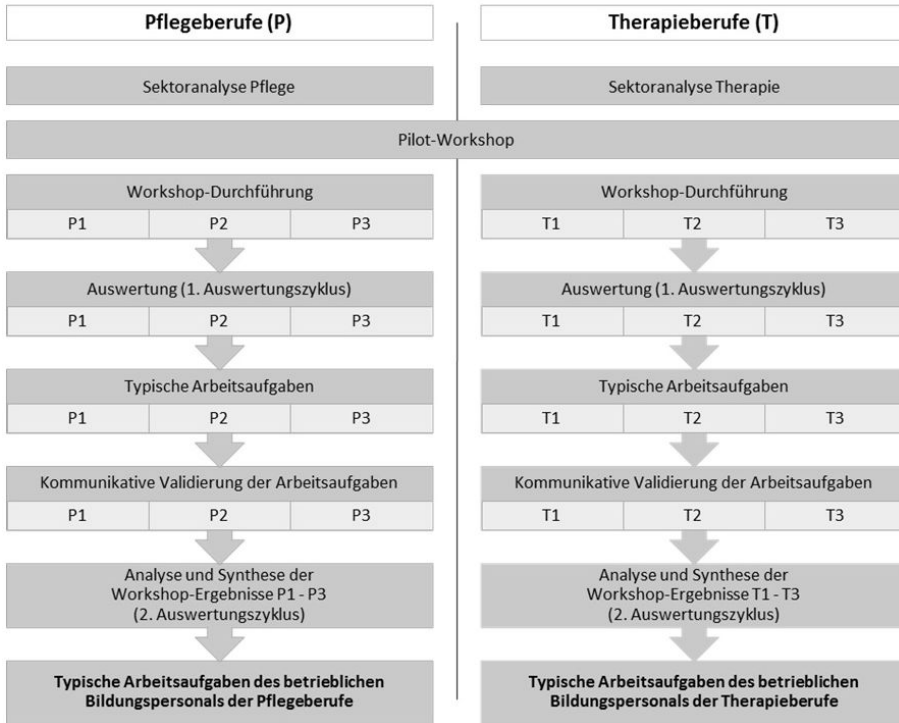 Pflegeberufe (P)
Therapieberufe (T)
Sektoranalyse Pflege
Sektoranalyse Therapie
Pilot-Workshop
Workshop-Durchführung
P1 P2 P3
Workshop-Durchführung
T1 T2 T3
Auswertung (1. Auswertungszyklus)
P1 P2 P3
Auswertung (1. Auswertungszyklus)
T1 T2 T3
Typische Arbeitsaufgaben
P1 P2 P3
Typische Arbeitsaufgaben
T1 T2 T3
Kommunikative Validierung der Arbeitsaufgaben
P1 P2 P3
Kommunikative Validierung der Arbeitsaufgaben
T1 T2 T3
Analyse und Synthese der
Workshop-Ergebnisse P1 - P3
(2. Auswertungszyklus)
Analyse und Synthese der
Workshop-Ergebnisse T1 - T3
(2. Auswertungszyklus)
Typische Arbeitsaufgaben des betrieblichen
Bildungspersonals der Pflegeberufe
Typische Arbeitsaufgaben des betrieblichen
Bildungspersonals der Therapieberufe